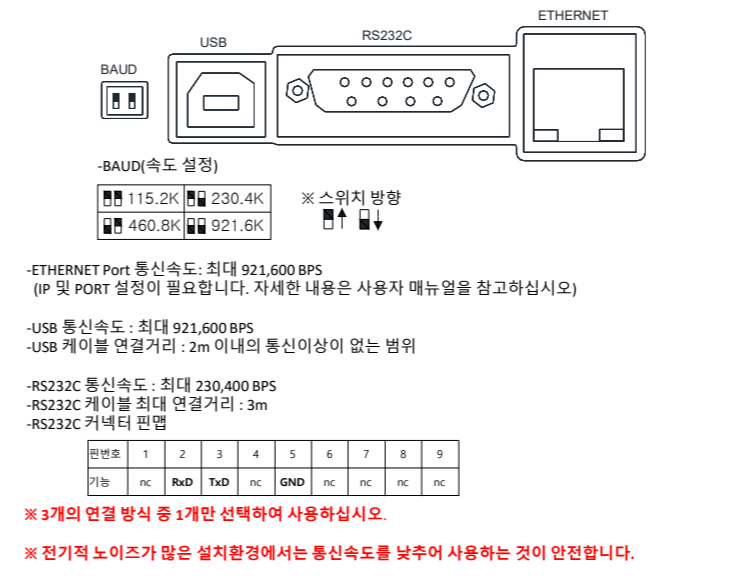 ETHERNET
RS232C
USB
BAUD
-BAUD(속도 설정)
115.2K 230.4K
460.8K 921.6K
※ 스위치 방향
-ETHERNET Port 통신속도: 최대 921,600 BPS
(IP 및 PORT 설정이 필요합니다. 자세한 내용은 사용자 매뉴얼을 참고하십시오)
-USB 통신속도 : 최대 921,600 BPS
-USB 케이블 연결거리 : 2m 이내의 통신이상이 없는 범위
-RS232C 통신속도 : 최대 230,400 BPS
-RS232C 케이블 최대 연결거리 : 3m
-RS232C 커넥터 핀맵
핀번호 1 2 3 4 5 6 7 8 9
기능 nc RxD TxD nc GND nc nc nc nc
※ 3개의 연결 방식 중 1개만 선택하여 사용하십시오.
※ 전기적 노이즈가 많은 설치환경에서는 통신속도를 낮추어 사용하는 것이 안전합니다.